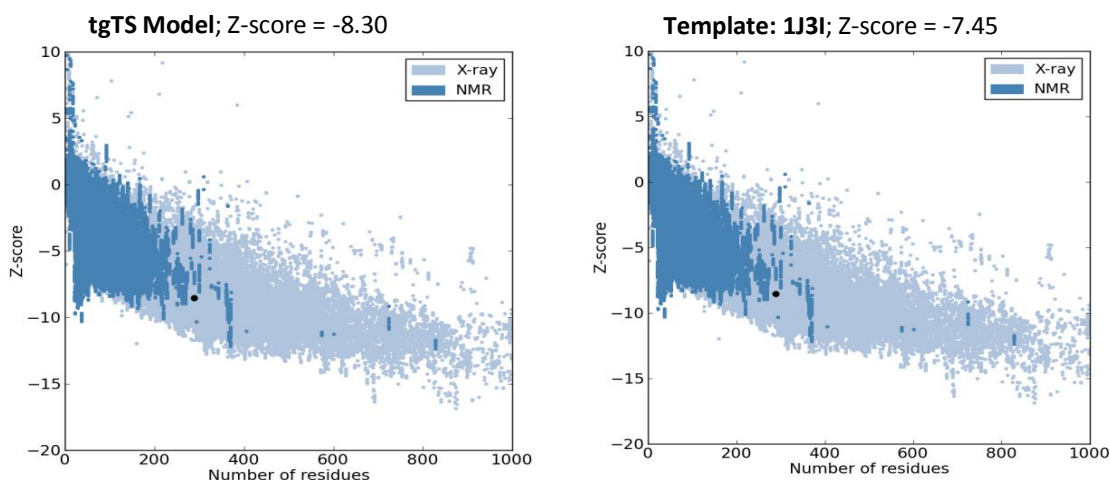 tgTS Model; Z-score = -8.30
10
5
0
−5
−10
−15
−20
Z-score
0
200
400
600
800
1000
Number of residues
X-ray
NMR
Template: 1J3I; Z-score = -7.45
10
5
0
−5
−10
−15
−20
Z-score
0
200
400
600
800
1000
Number of residues
X-ray
NMR